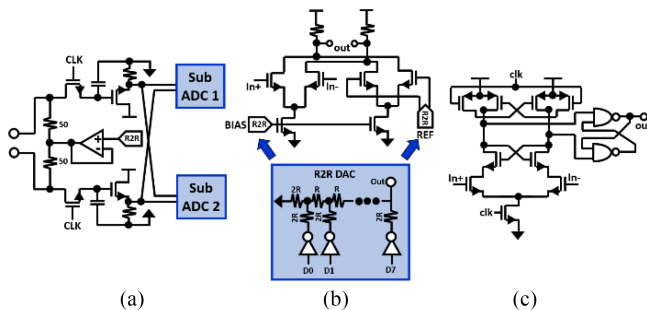 CLK
50
50
+
-
R2R
CLK
Sub
ADC 1
Sub
ADC 2
(a)
out
In+
In-
BIAS
R2R
R2R
REF
R2R DAC
Out
2R
R
R
2R
2R
2R
D0
D1
D7
(b)
clk
In+
In-
clk
(c)